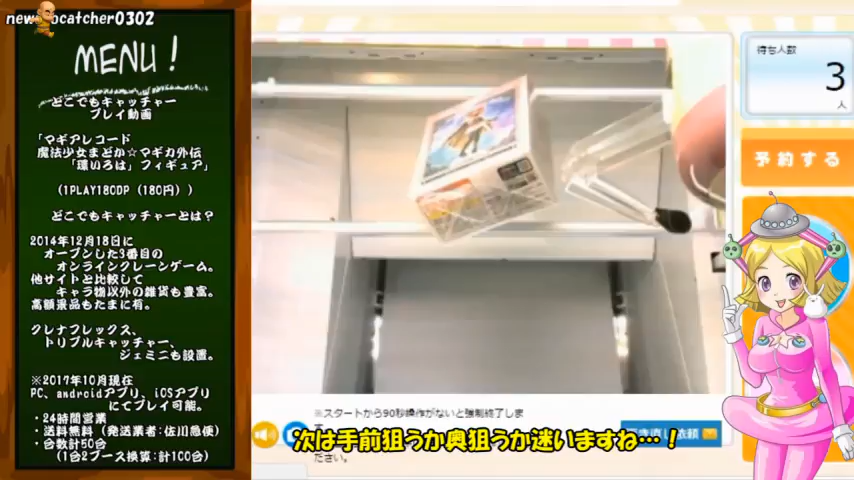 new
ocatcher0302
MENU!
どこでもキャッチャー
プレイ動画
「マギアレコード
魔法少女まどか☆マギカ外伝
「環いろは」フィギュア」
(1PLAY180DP (180円) )
どこでもキャッチャーとは?
2014年12月18日に
オープンした3番目の
オンラインクレーンゲーム。
他サイトと比較して
キャラ物以外の雑貨も豊富。
高額景品もたまに有。
クレナフレックス、
トリプルキャッチャー、
ジェミニも設置。
※2017年10月現在
PC、androidアプリ、iOSアプリ
にてプレイ可能。
・24時間営業
・送料無料 (発送業者:佐川急便)
・台数計50台
(1台2ブース換算:計100台)
待ち人数
3
人
予約する
※スタートから90秒操作がないと強制終了しま
す。
依頼
ださい。
次は手前狙うか奥狙うか迷いますね…!